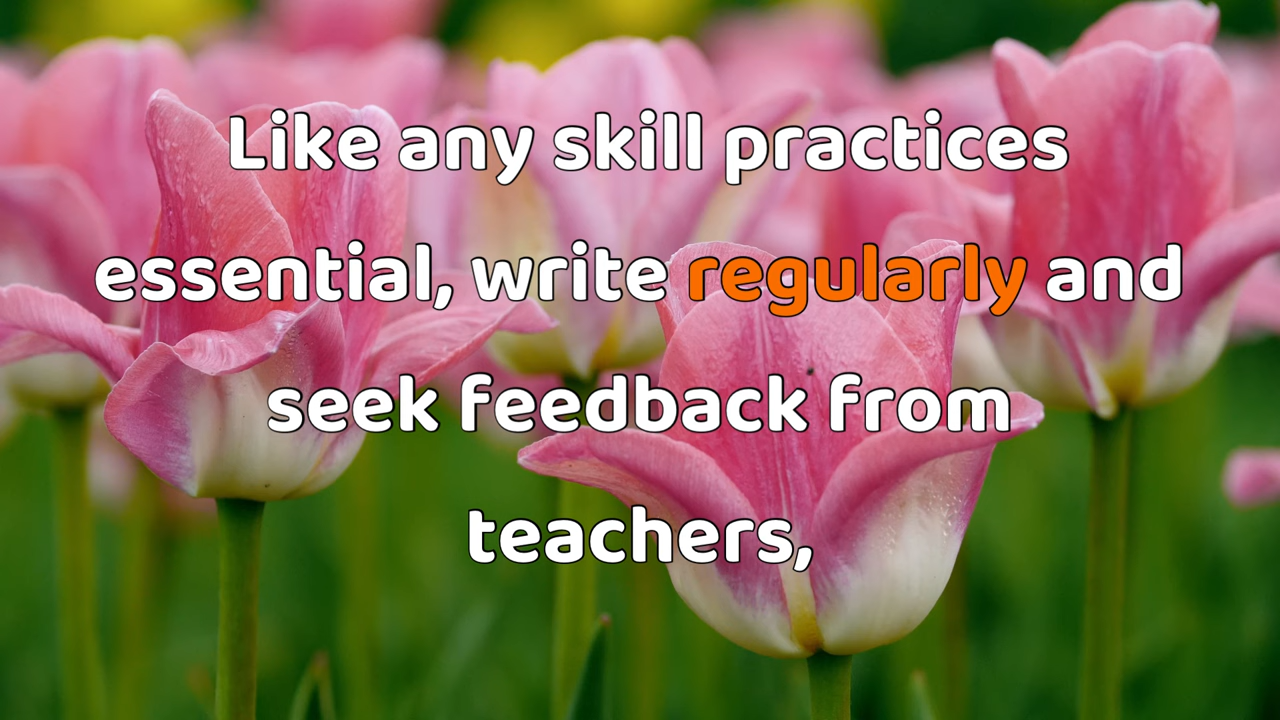 Like any skill practices
essential, write regularly and
seek feedback from
teachers,